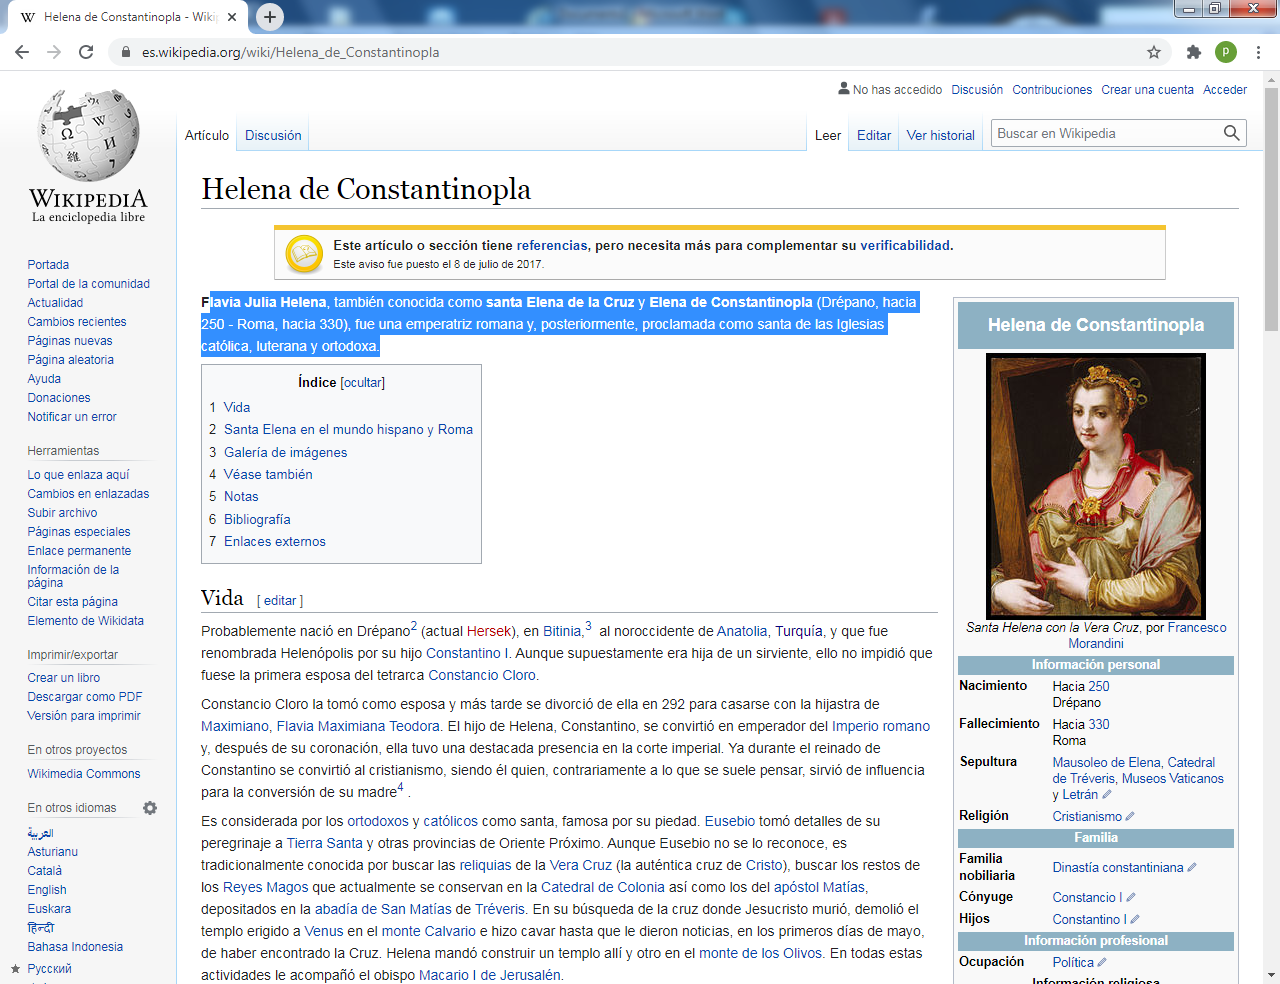 Helena de Constantinopla - Wikip
es.wikipedia.org/wiki/Helena_de_Constantinopla
P
No has accedido Discusión Contribuciones Crear una cuenta Acceder
Artículo Discusión Leer Editar Ver historial Buscar en Wikipedia
WIKIPEDIA
La enciclopedia libre
Portada
Portal de la comunidad
Actualidad
Cambios recientes
Páginas nuevas
Página aleatoria
Ayuda
Donaciones
Notificar un error
Herramientas
Lo que enlaza aquí
Cambios en enlazadas
Subir archivo
Páginas especiales
Enlace permanente
Información de la
página
Citar esta página
Elemento de Wikidata
Imprimir/exportar
Crear un libro
Descargar como PDF
Versión para imprimir
En otros proyectos
Wikimedia Commons
En otros idiomas
العربية
Asturianu
Català
English
Euskara
हिन्दी
Bahasa Indonesia
Русский
Helena de Constantinopla
Este artículo o sección tiene referencias, pero necesita más para complementar su verificabilidad.
Este aviso fue puesto el 8 de julio de 2017.
Flavia Julia Helena, también conocida como santa Elena de la Cruz y Elena de Constantinopla (Drépano, hacia
250 - Roma, hacia 330), fue una emperatriz romana y, posteriormente, proclamada como santa de las Iglesias
católica, luterana y ortodoxa.
Índice [ocultar]
1 Vida
2 Santa Elena en el mundo hispano y Roma
3 Galería de imágenes
4 Véase también
5 Notas
6 Bibliografía
7 Enlaces externos
Vida [ editar ]
Probablemente nació en Drépano2 (actual Hersek), en Bitinia,3 al noroccidente de Anatolia, Turquía, y que fue
renombrada Helenópolis por su hijo Constantino I. Aunque supuestamente era hija de un sirviente, ello no impidió que
fuese la primera esposa del tetrarca Constancio Cloro.
Constancio Cloro la tomó como esposa y más tarde se divorció de ella en 292 para casarse con la hijastra de
Maximiano, Flavia Maximiana Teodora. El hijo de Helena, Constantino, se convirtió en emperador del Imperio romano
y, después de su coronación, ella tuvo una destacada presencia en la corte imperial. Ya durante el reinado de
Constantino se convirtió al cristianismo, siendo él quien, contrariamente a lo que se suele pensar, sirvió de influencia
para la conversión de su madre4 .
Es considerada por los ortodoxos y católicos como santa, famosa por su piedad. Eusebio tomó detalles de su
peregrinaje a Tierra Santa y otras provincias de Oriente Próximo. Aunque Eusebio no se lo reconoce, es
tradicionalmente conocida por buscar las reliquias de la Vera Cruz (la auténtica cruz de Cristo), buscar los restos de
los Reyes Magos que actualmente se conservan en la Catedral de Colonia así como los del apóstol Matías,
depositados en la abadía de San Matías de Tréveris. En su búsqueda de la cruz donde Jesucristo murió, demolió el
templo erigido a Venus en el monte Calvario e hizo cavar hasta que le dieron noticias, en los primeros días de mayo,
de haber encontrado la Cruz. Helena mandó construir un templo allí y otro en el monte de los Olivos. En todas estas
actividades le acompañó el obispo Macario I de Jerusalén.
Helena de Constantinopla
Santa Helena con la Vera Cruz, por Francesco
Morandini
Información personal
Nacimiento Hacia 250
Drépano
Fallecimiento Hacia 330
Roma
Sepultura Mausoleo de Elena, Catedral
de Tréveris, Museos Vaticanos
y Letrán
Religión Cristianismo
Familia
Familia
nobiliaria Dinastía constantiniana
Cónyuge Constancio I
Hijos Constantino I
Información profesional
Ocupación Política
Información religiosa